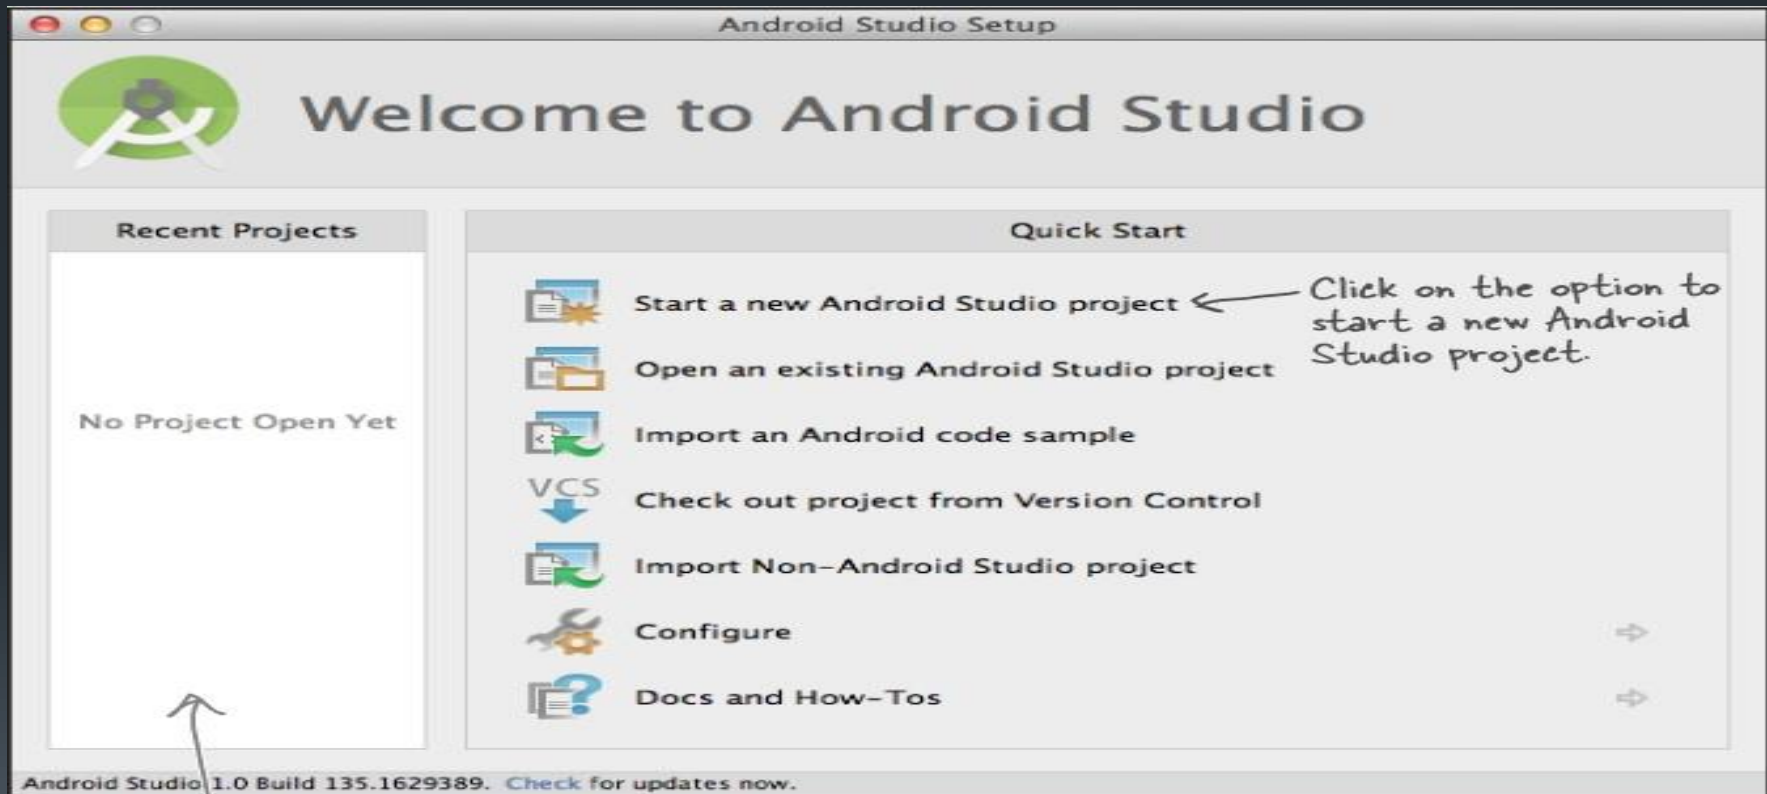 Android Studio Setup
Welcome to Android Studio
Recent Projects
No Project Open Yet
Quick Start
Start a new Android Studio project
Click on the option to
start a new Android
Studio project.
Open an existing Android Studio project
Import an Android code sample
VCS
Check out project from Version Control
Import Non-Android Studio project
Configure
Docs and How-Tos
Android Studio 1.0 Build 135.1629389. Check for updates now.